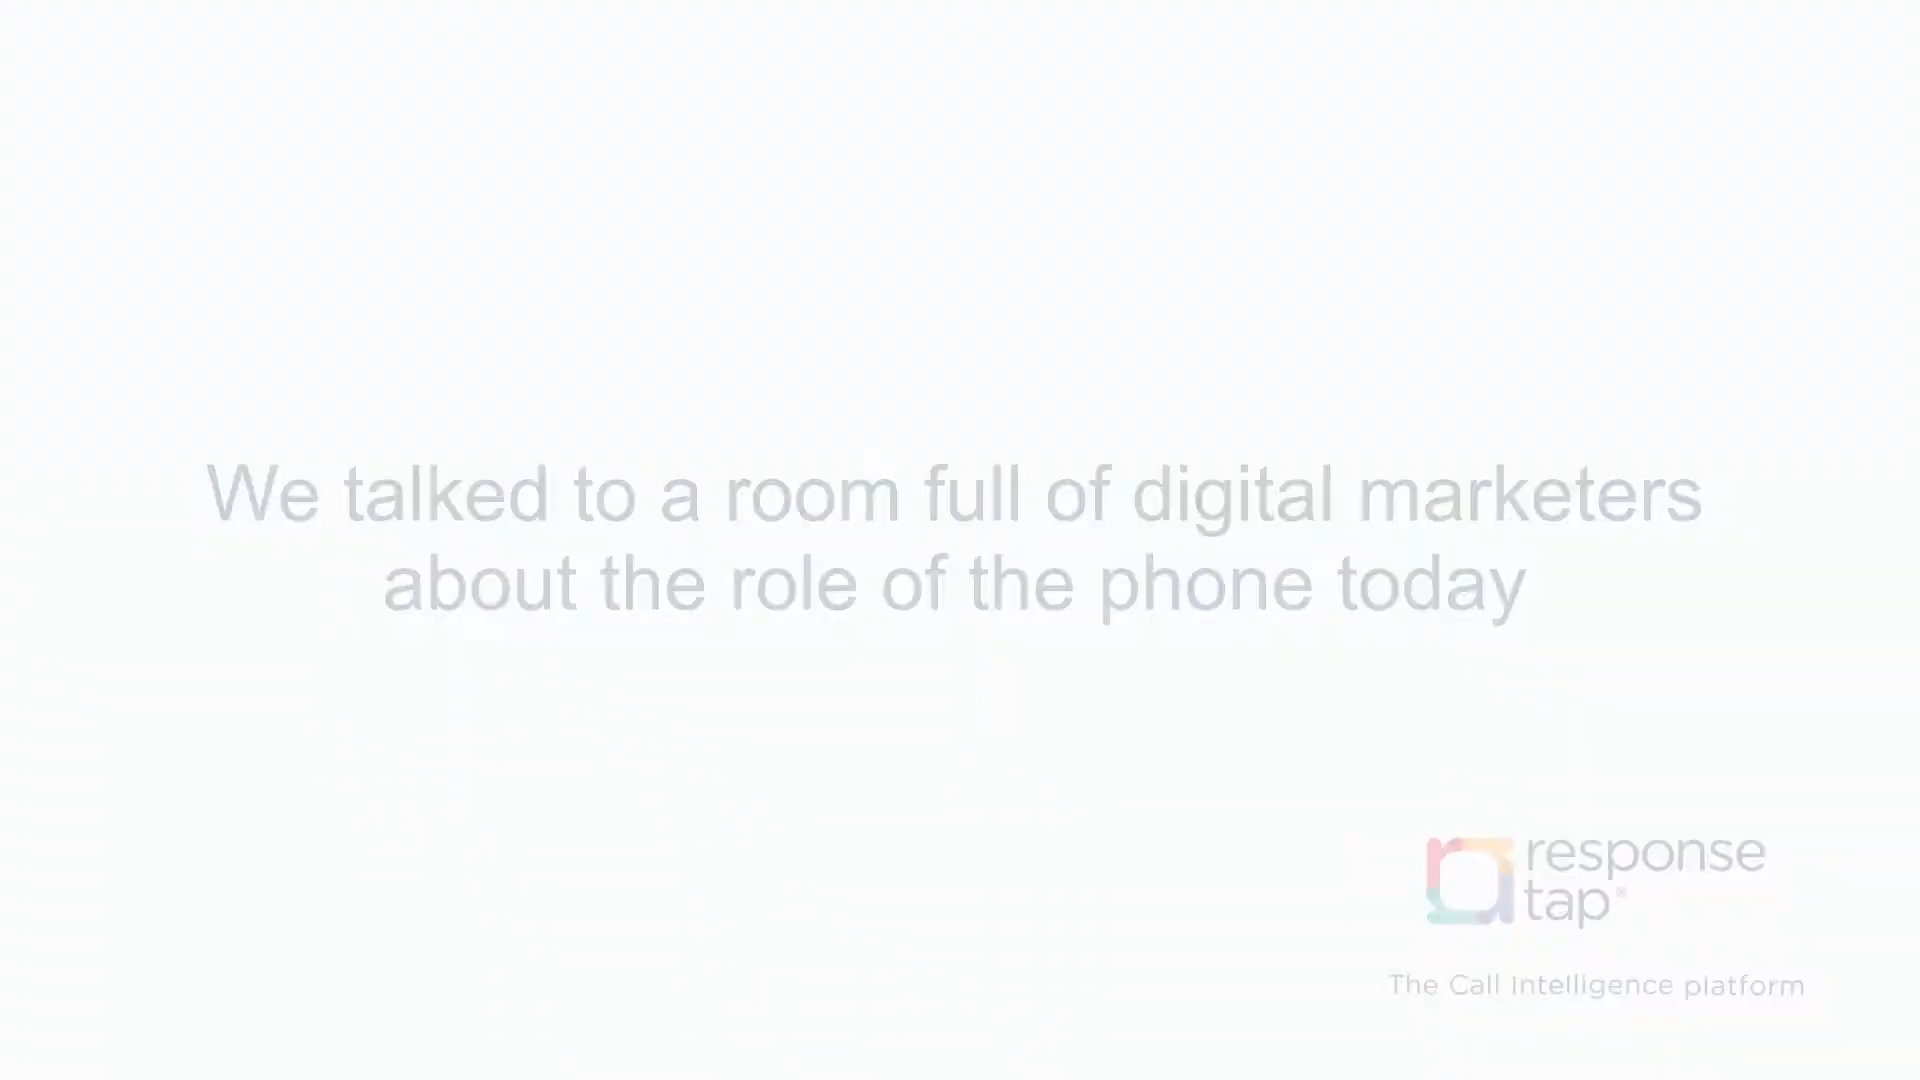 We talked to a room full of digital marketers
about the role of the phone today
response
tap®
The Call Intelligence platform